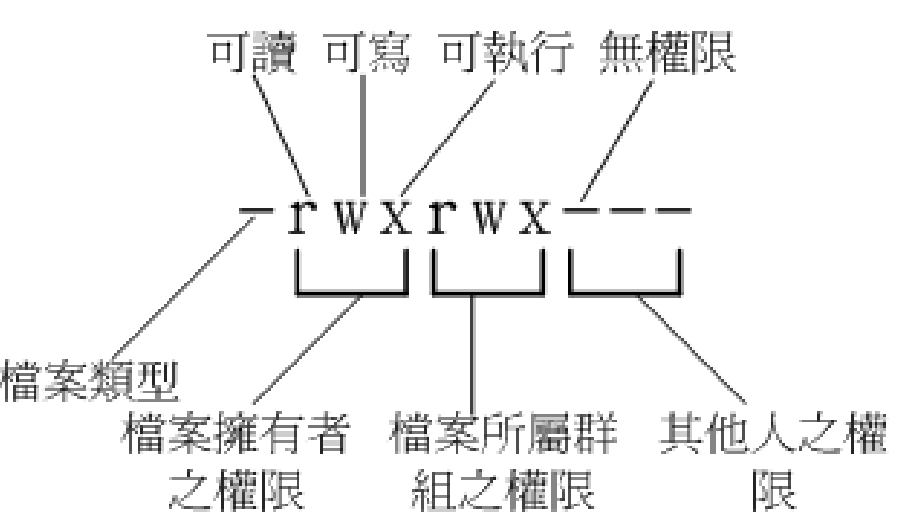 可讀 可寫 可執行 無權限
-rwxrwx---
檔案類型
檔案擁有者
之權限
檔案所屬群
組之權限
其他人之權
限